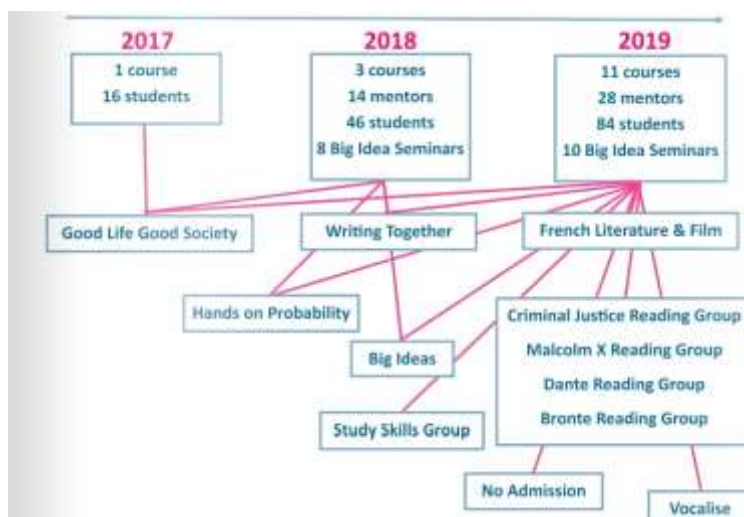 2017
2018
2019
1 course
16 students
3 courses
14 mentors
46 students
8 Big Idea Seminars
11 courses
28 mentors
84 students
10 Big Idea Seminars
Good Life Good Society
Writing Together
French Literature & Film
Hands on Probability
Big Ideas
Study Skills Group
Criminal Justice Reading Group
Malcolm X Reading Group
Dante Reading Group
Bronte Reading Group
No Admission
Vocalise